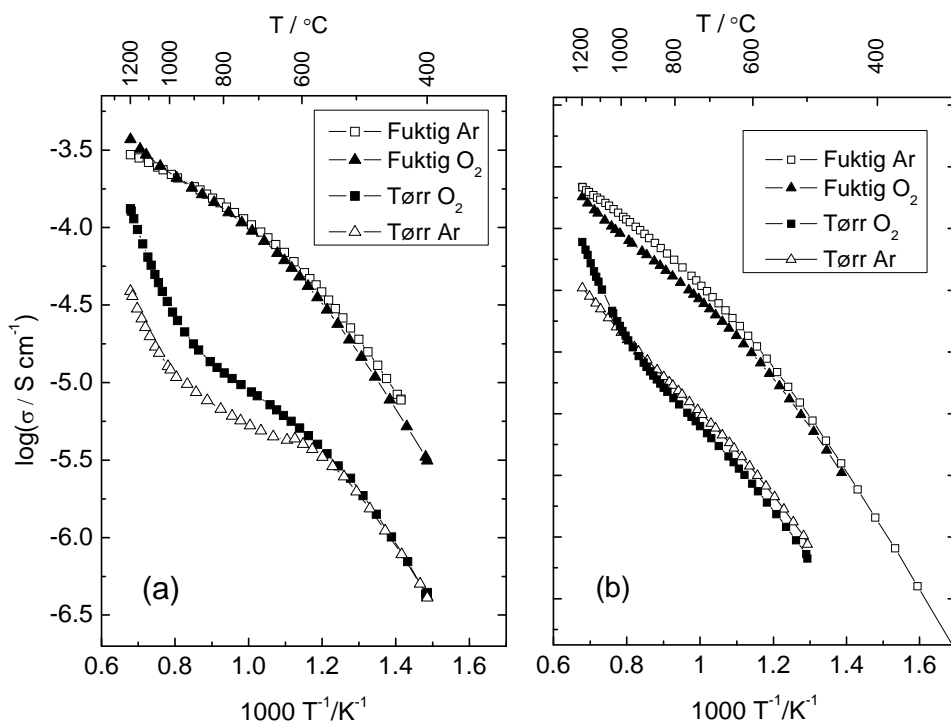 T / °C
1200
1000
800
600
400
Fuktig Ar
Fuktig O₂
Tørr O₂
Tørr Ar
-3.5
-4.0
-4.5
-5.0
-5.5
-6.0
-6.5
log(σ / S cm⁻¹)
(a)
0.6 0.8 1.0 1.2 1.4 1.6
1000 T⁻¹/K⁻¹
T / °C
1200
1000
800
600
400
Fuktig Ar
Fuktig O₂
Tørr O₂
Tørr Ar
(b)
0.8 1 1.2 1.4 1.6
1000 T⁻¹/K⁻¹